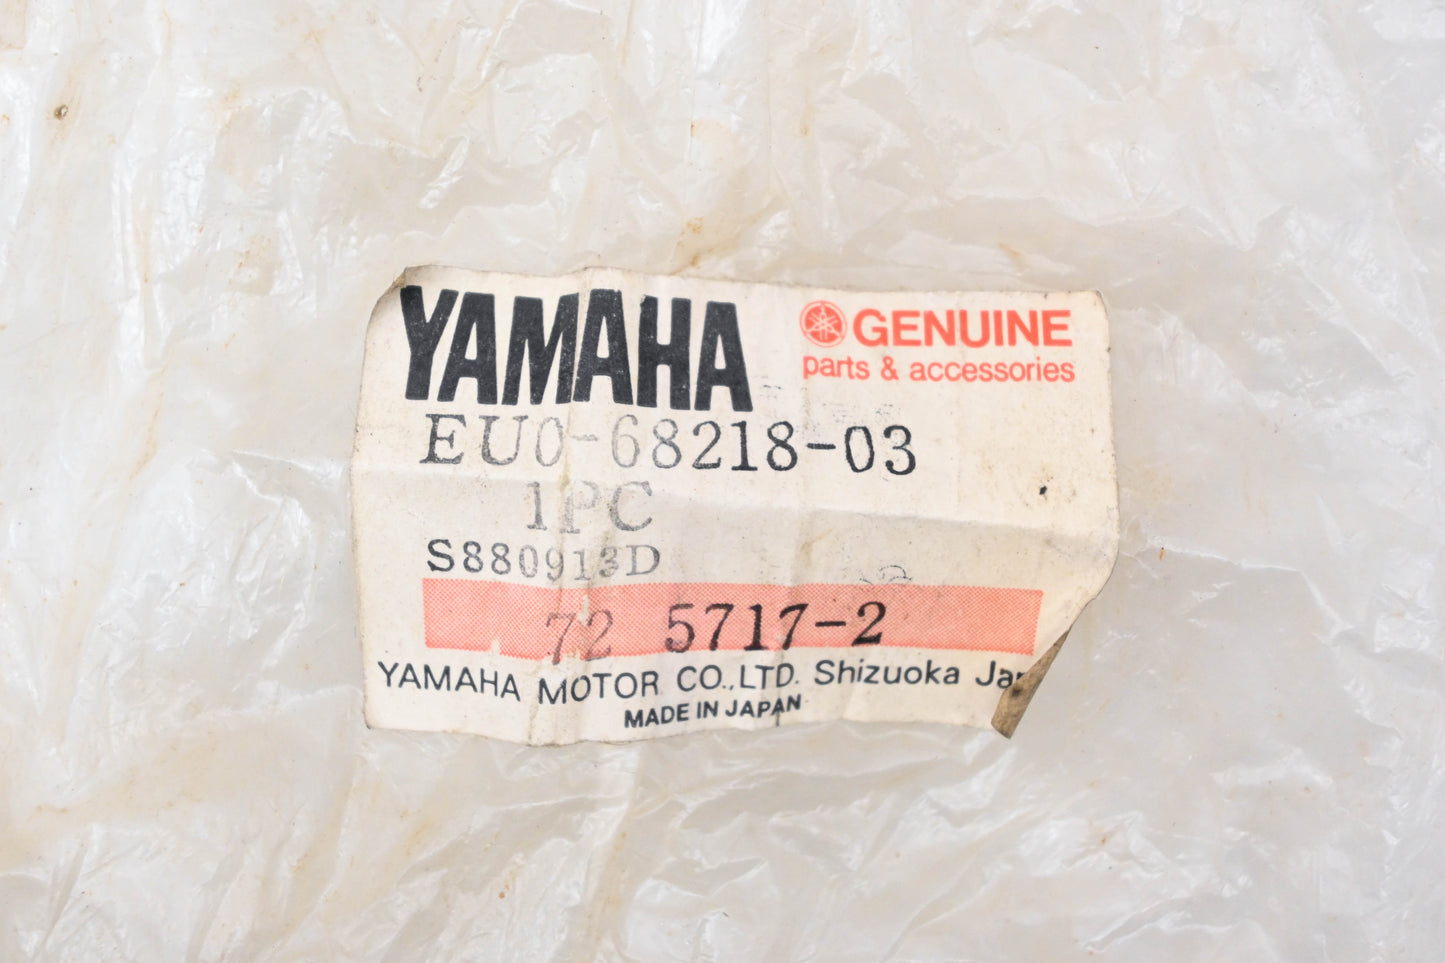 YAMAHA
GENUINE
parts & accessories
EU0-68218-03
1PC
S880913D
72 5717-2
YAMAHA MOTOR CO.,LTD. Shizuoka
MADE IN JAPAN